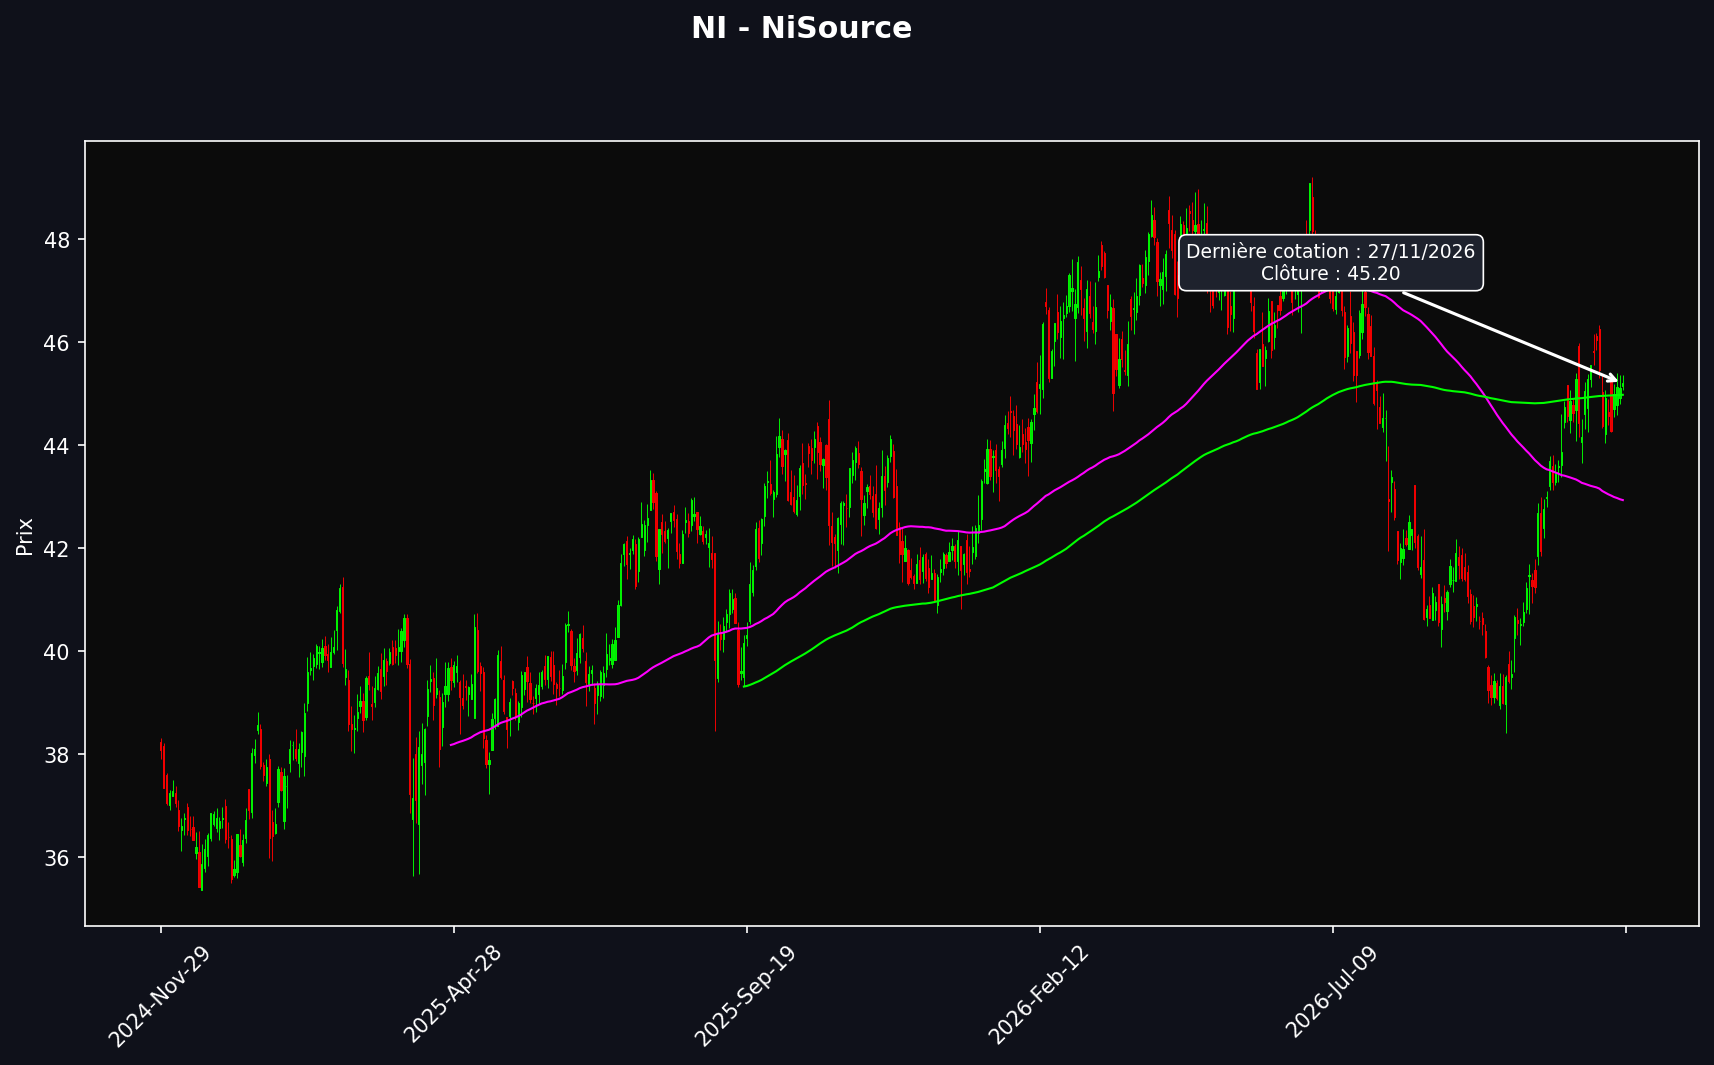 NI - NiSource
Dernière cotation : 27/11/2026
Clôture : 45.20
Prix
48
46
44
42
40
38
36
2024-Nov-29
2025-Apr-28
2025-Sep-19
2026-Feb-12
2026-Jul-09